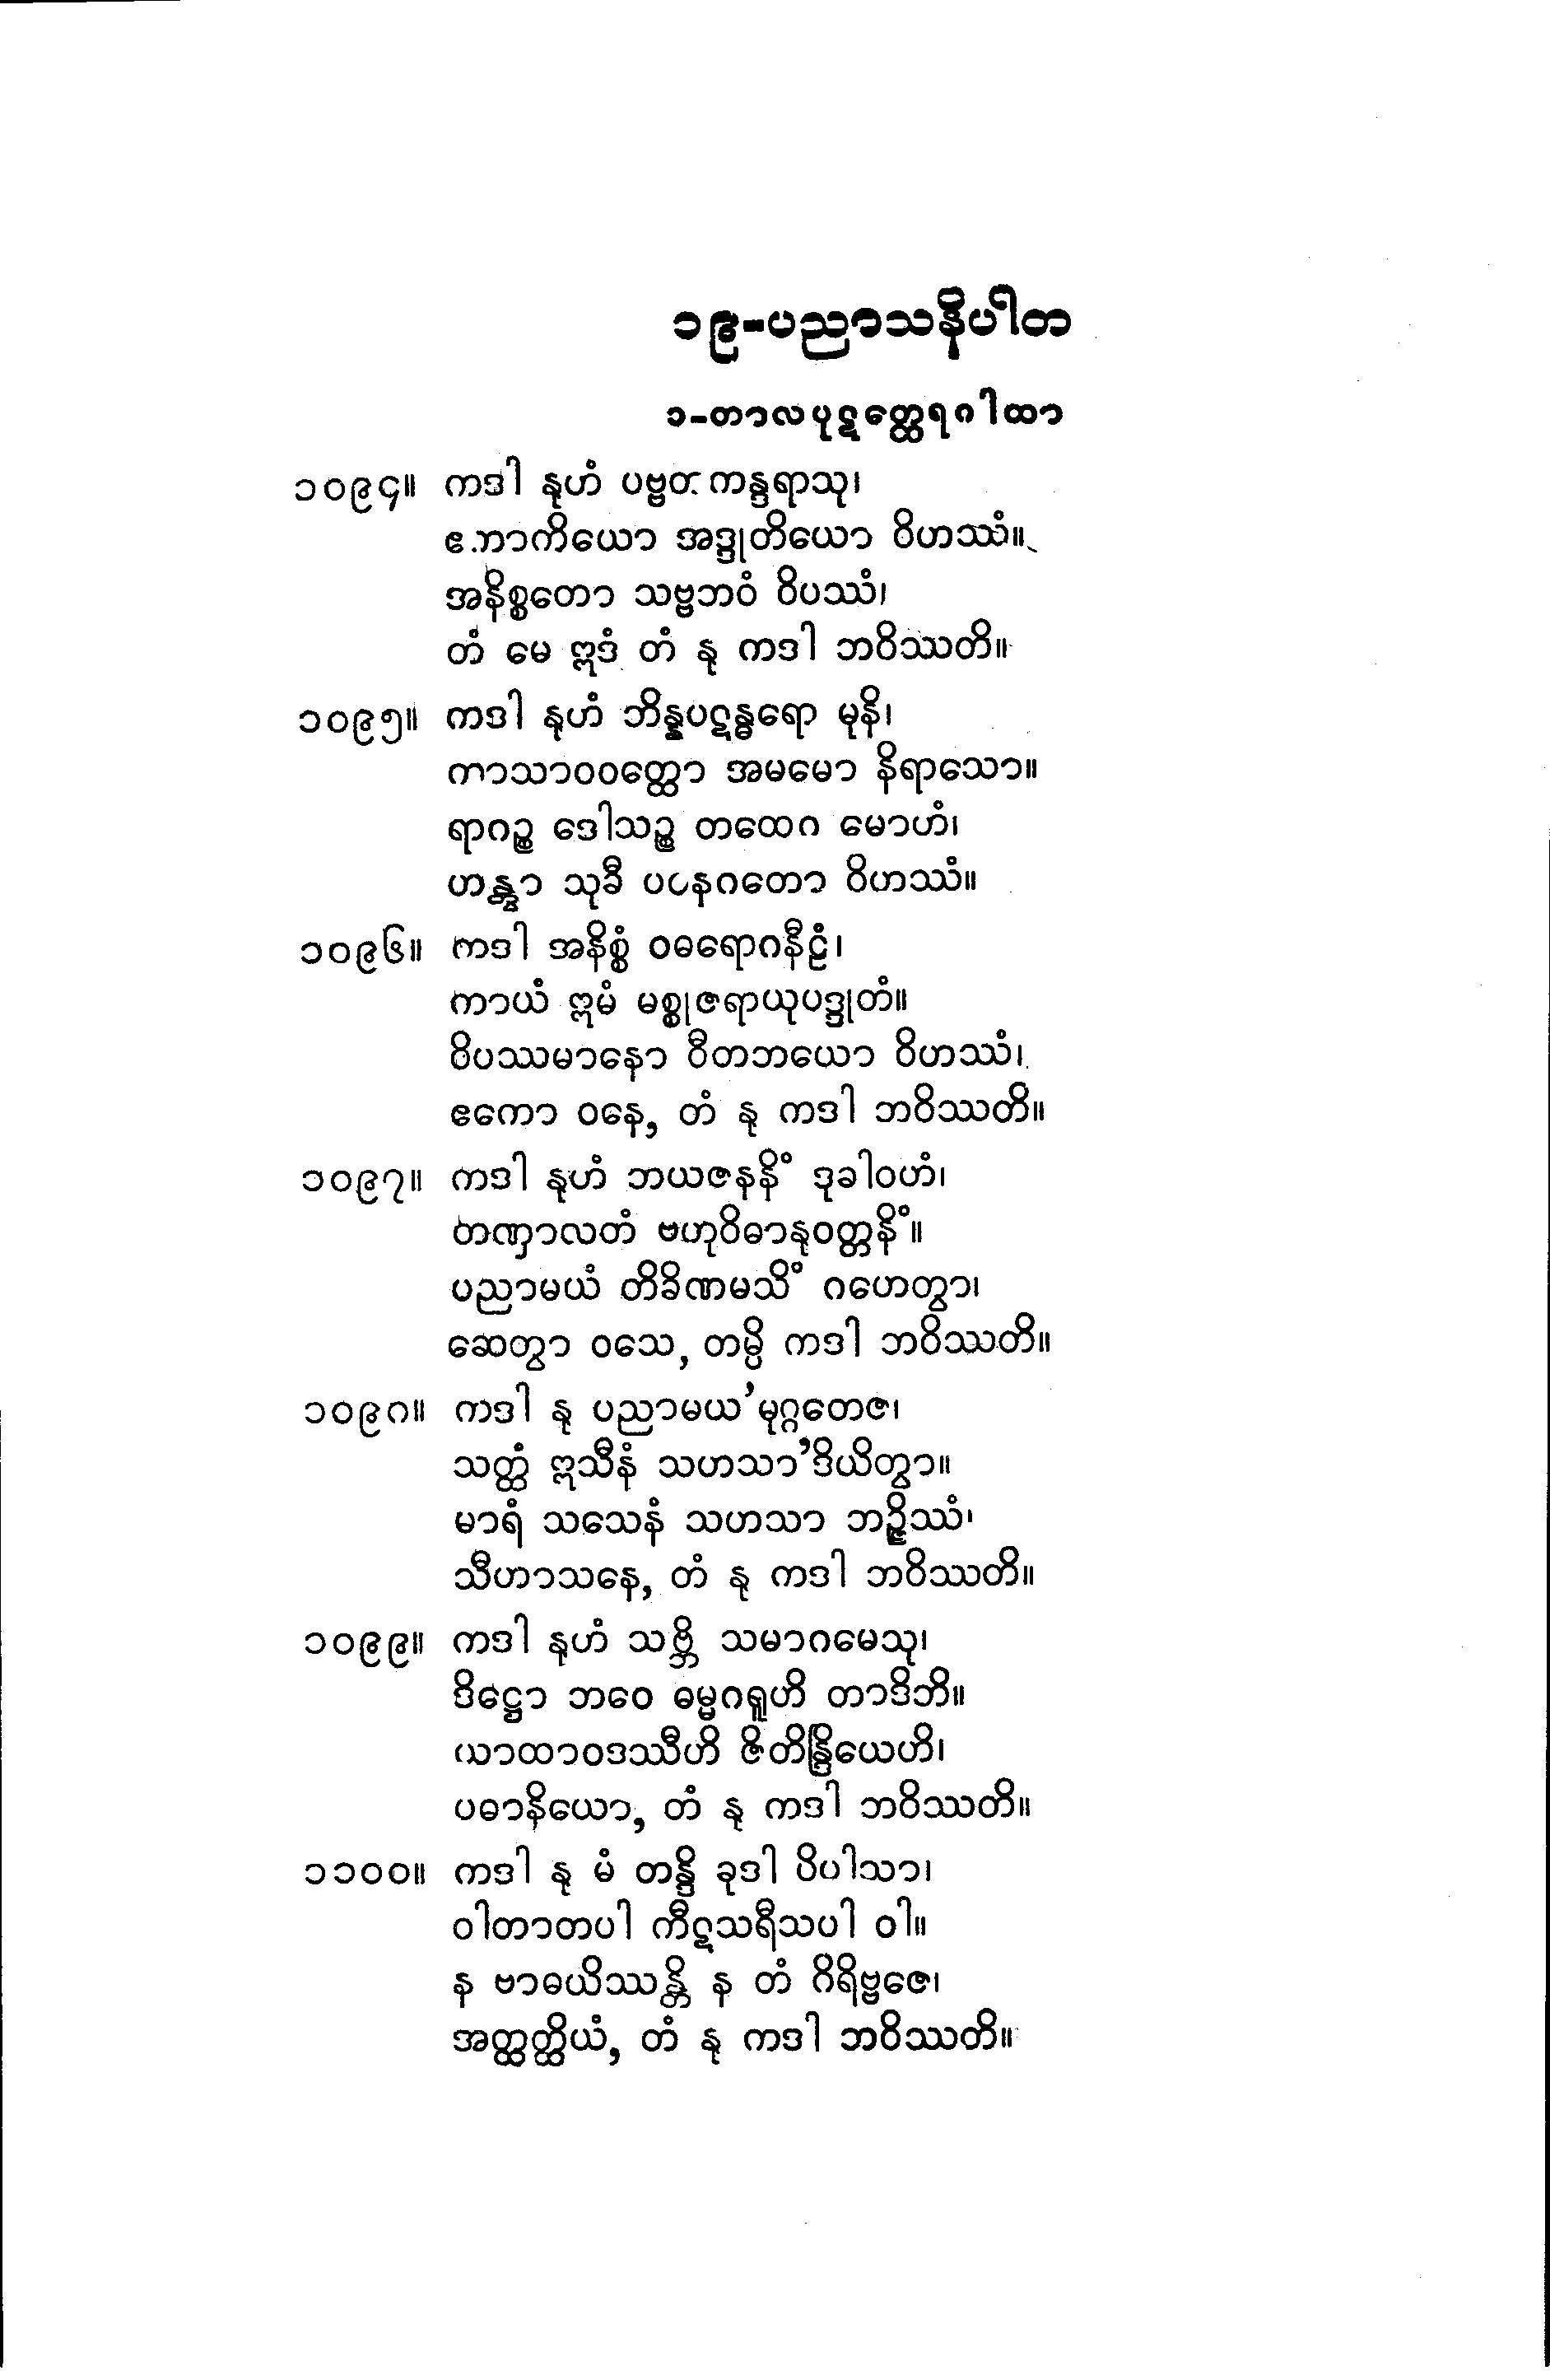 ၁၉-ပညာသနိပါတ
၁-တာလပုဋတ္ထေရဂါထာ
၁၀၉၄။ ကဒါ နုဟံ ပဗ္ဗတကန္ဒရာသု၊
ဧကာကိယော အဒ္ဒုတိယော ဝိဟဿံ။
အနိစ္စတော သဗ္ဗဘဝံ ဝိပဿံ၊
တံ မေ ဣဒံ တံ နု ကဒါ ဘဝိဿတိ။
၁၀၉၅။ ကဒါ နုဟံ ဘိန္နပဋန္ဓရော မုနိ၊
ကာသာဝဝတ္ထော အမမော နိရာသော။
ရာဂဉ္စ ဒေါသဉ္စ တထေဂ မောဟံ၊
ဟန္တွာ သုခီ ပဝနဂတော ဝိဟဿံ။
၁၀၉၆။ ကဒါ အနိစ္စံ ဝဓရောဂနီဠံ၊
ကာယံ ဣမံ မစ္စုဇရာယုပဒ္ဒုတံ။
ဝိပဿမာနော ဝီတဘယော ဝိဟဿံ၊
ဧကော ဝနေ, တံ နု ကဒါ ဘဝိဿတိ။
၁၀၉၇။ ကဒါ နုဟံ ဘယဇနနိံ ဒုခါဝဟံ၊
တဏှာလတံ ဗဟုဝိဓာနုဝတ္တနိံ။
ပညာမယံ တိခိဏမသိံ ဂဟေတွာ၊
ဆေတွာ ဝသေ, တမ္ပိ ကဒါ ဘဝိဿတိ။
၁၀၉၈။ ကဒါ နု ပညာမယ’မုဂ္ဂတေဇ၊
သတ္ထံ ဣသီနံ သဟသာ’ဒိယိတွာ။
မာရံ သသေနံ သဟသာ ဘဉ္ဇိဿံ၊
သီဟာသနေ, တံ နု ကဒါ ဘဝိဿတိ။
၁၀၉၉။ ကဒါ နုဟံ သဗ္ဘိ သမာဂမေသု၊
ဒိဋ္ဌော ဘဝေ ဓမ္မဂရူဟိ တာဒိဘိ။
ယာထာဝဒဿီဟိ ဇိတိန္ဒြိယေဟိ၊
ပဓာနိယော, တံ နု ကဒါ ဘဝိဿတိ။
၁၁၀၀။ ကဒါ နု မံ တန္ဒိ ခုဒါ ပိပါသာ၊
ဝါတာတပါ ကီဋသရီသပါ ဝါ။
န ဗာဓယိဿန္တိ န တံ ဂိရိဗ္ဗဇေ၊
အတ္ထတ္ထိယံ, တံ နု ကဒါ ဘဝိဿတိ။